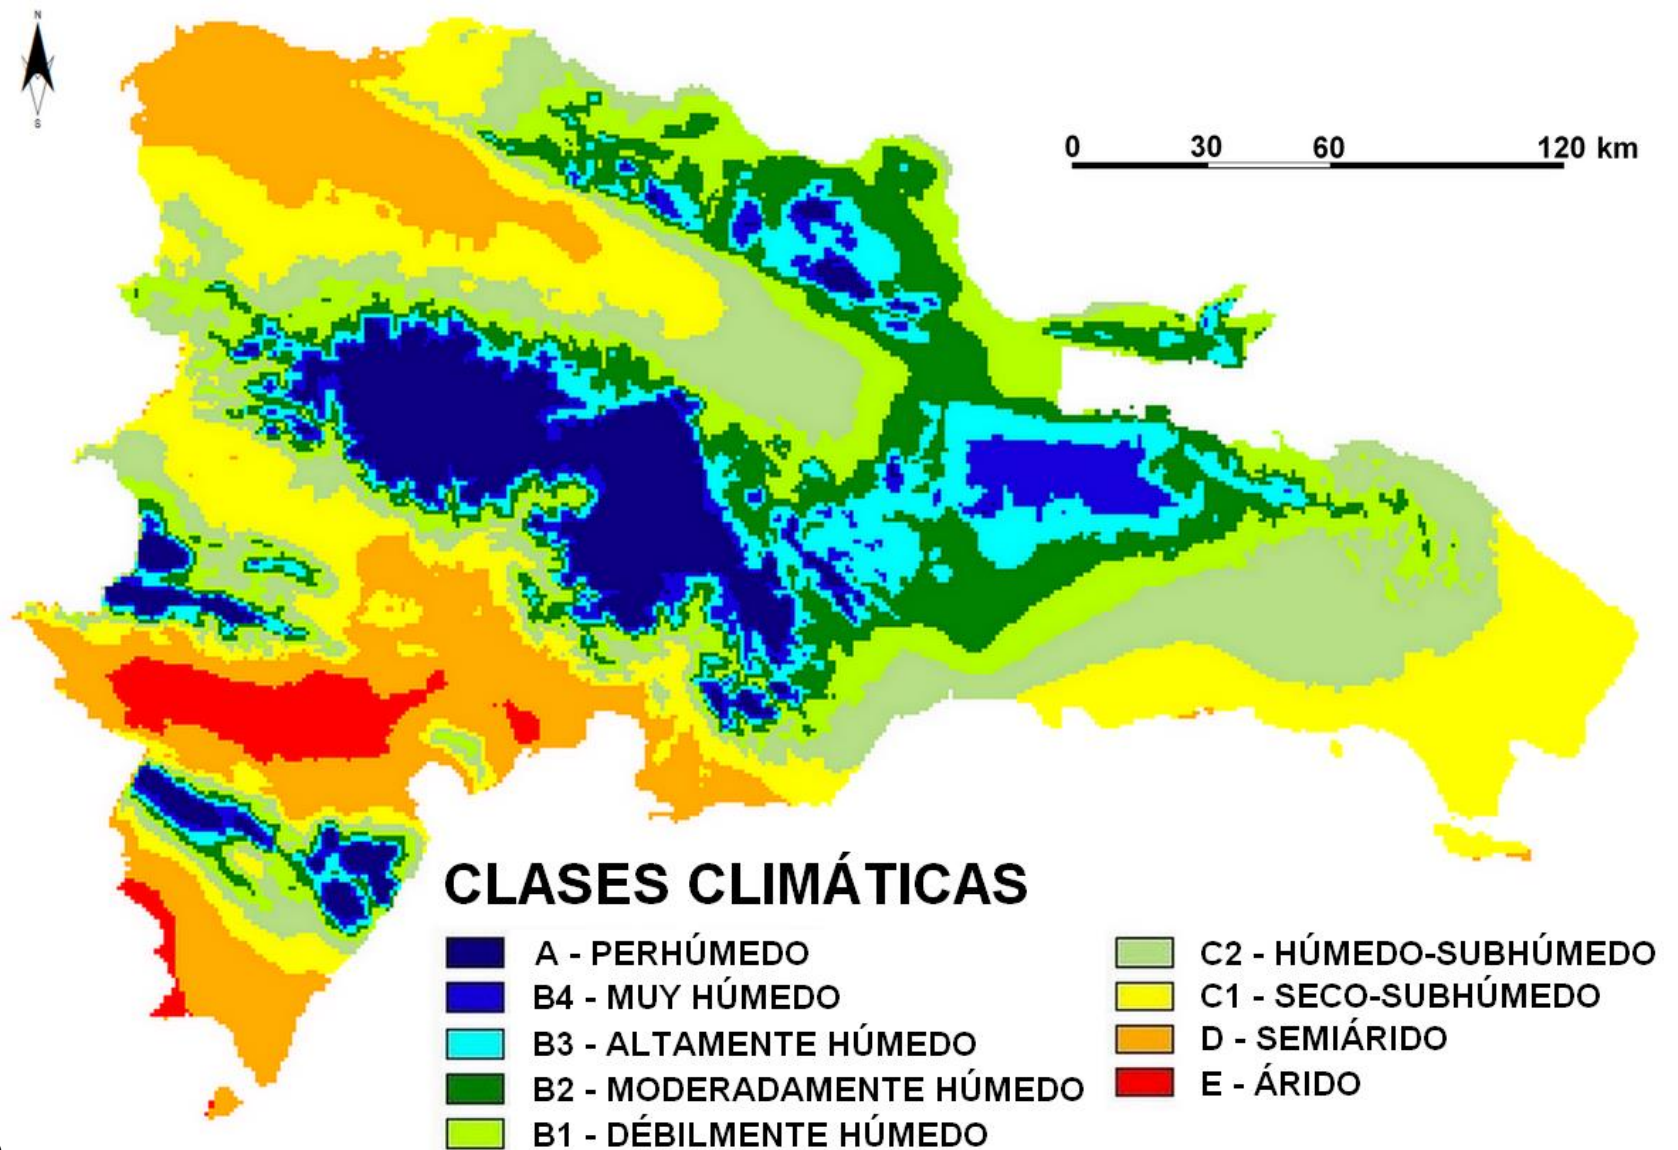 N
S
0 30 60 120 km
CLASES CLIMÁTICAS
A - PERHÚMEDO
B4 - MUY HÚMEDO
B3 - ALTAMENTE HÚMEDO
B2 - MODERADAMENTE HÚMEDO
B1 - DÉBILMENTE HÚMEDO
C2 - HÚMEDO-SUBHÚMEDO
C1 - SECO-SUBHÚMEDO
D - SEMIÁRIDO
E - ÁRIDO